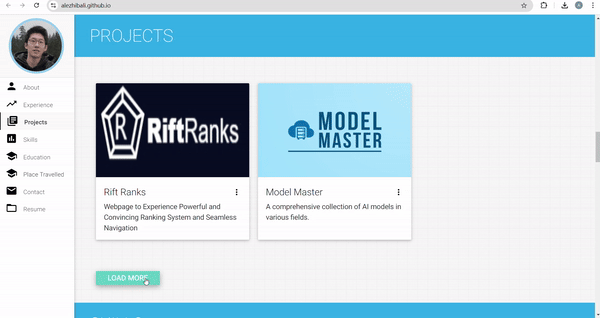 alezhibali.github.io
PROJECTS
About
Experience
Projects
Skills
Education
Place Travelled
Contact
Resume
R RiftRanks
MODEL
MASTER
Rift Ranks
Webpage to Experience Powerful and
Convincing Ranking System and Seamless
Navigation
Model Master
A comprehensive collection of AI models in
various fields.
LOAD MORE